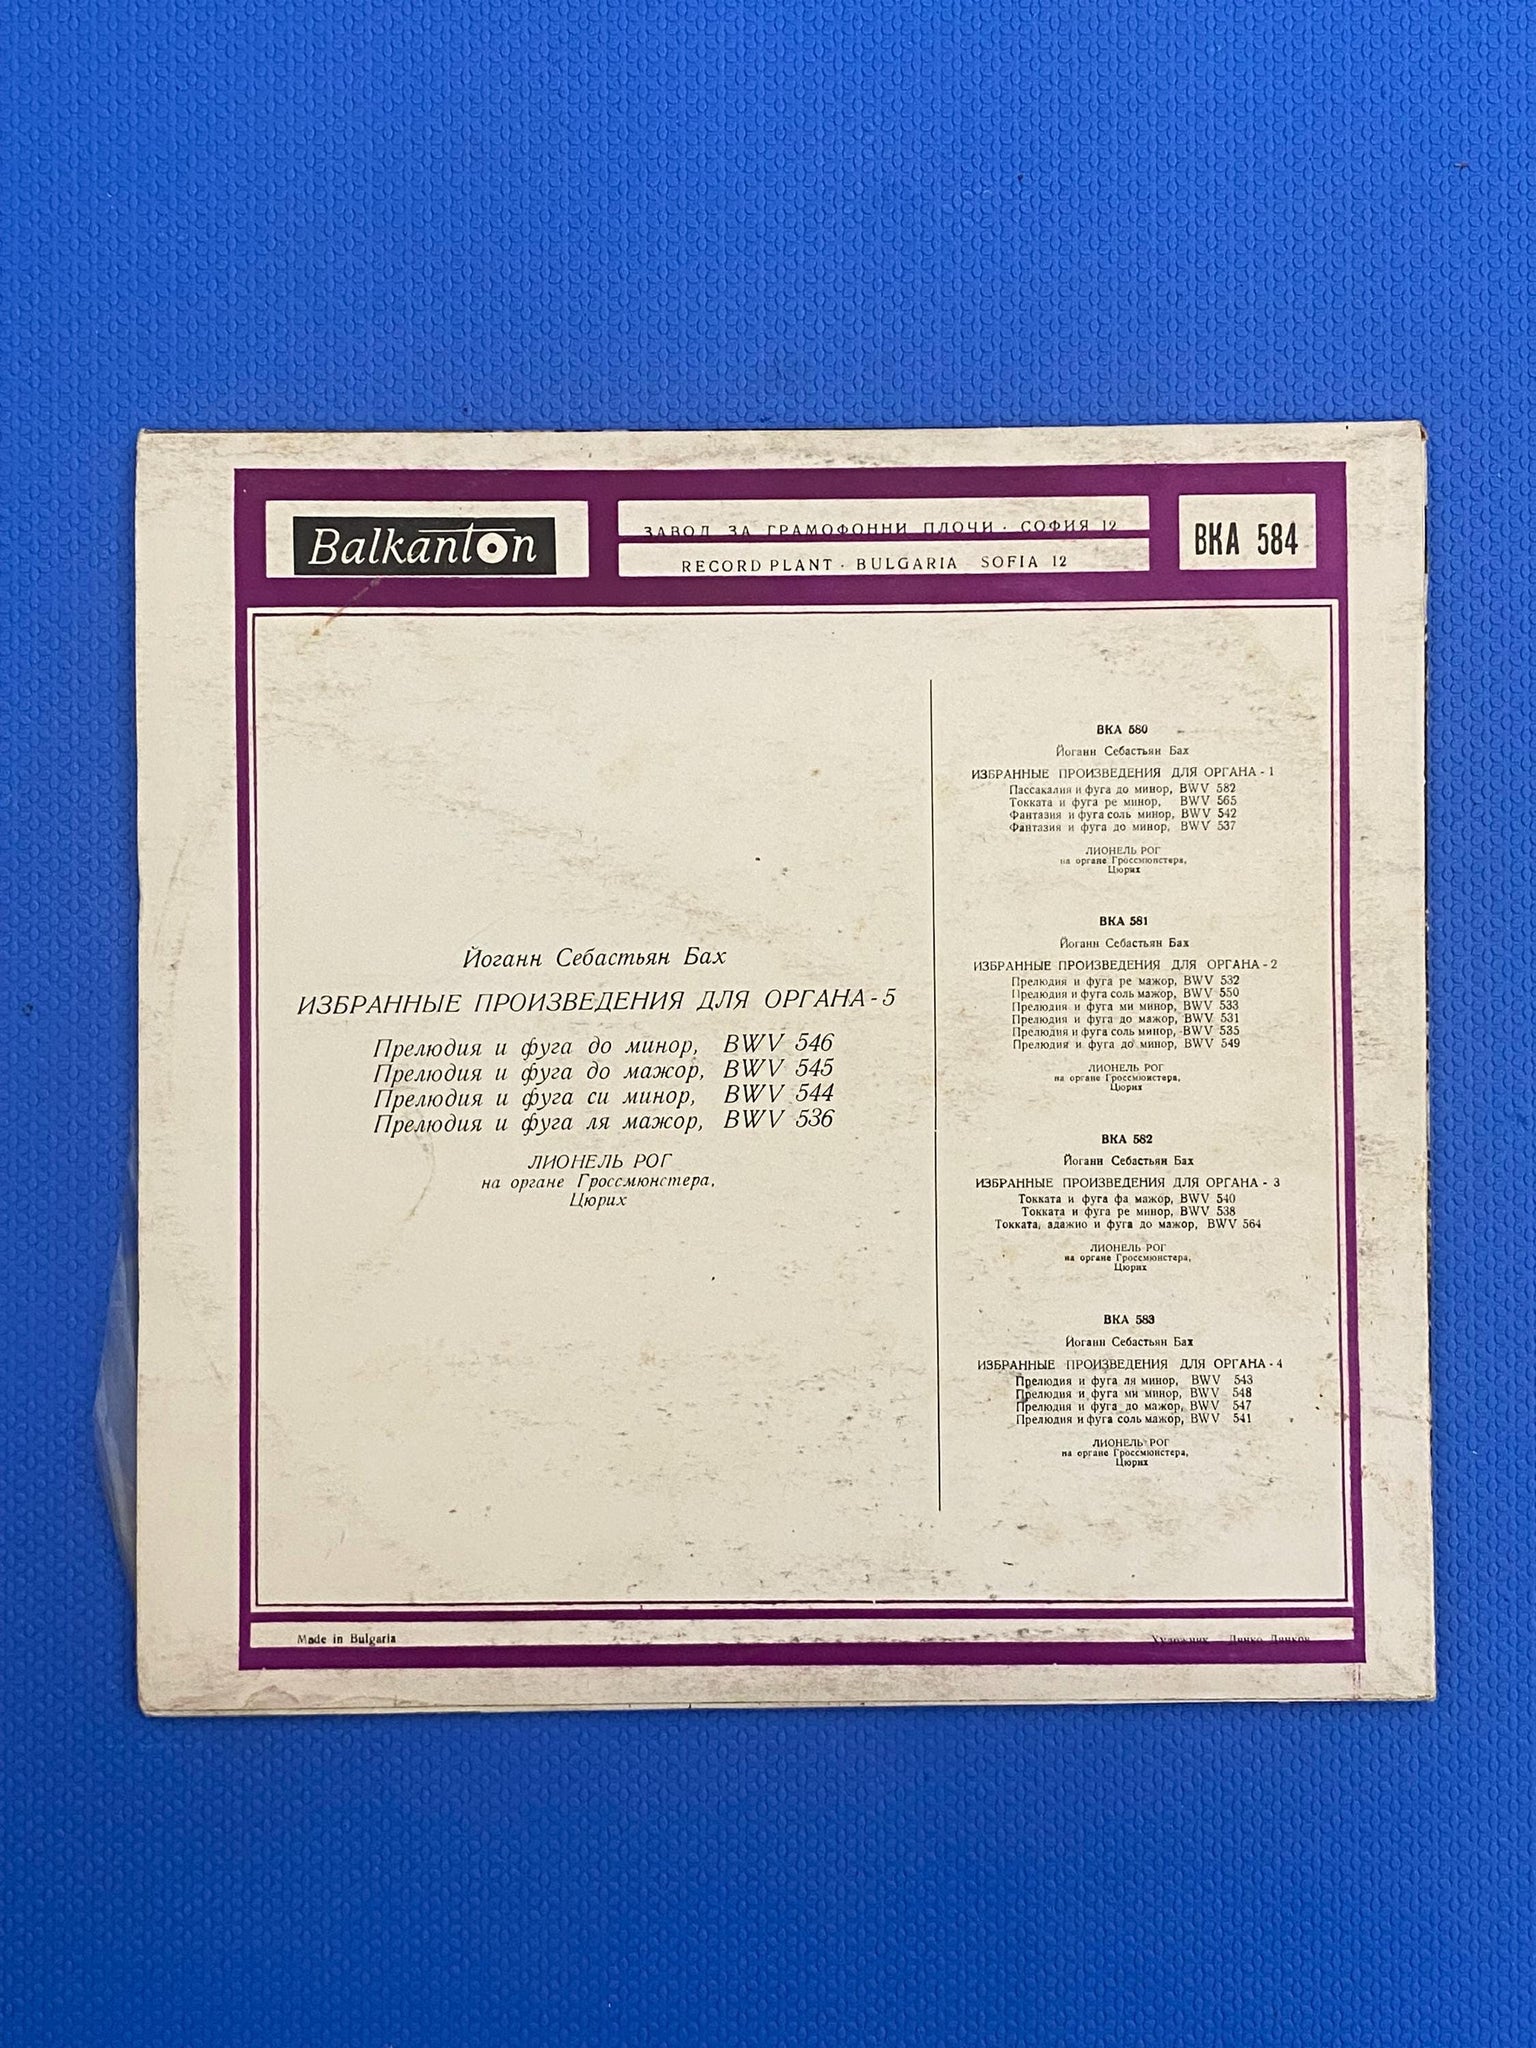 Balkanton
ЗАВОД ЗА ГРАМОФОННИ ПЛОЧИ · СОФИЯ 12
RECORD PLANT · BULGARIA SOFIA 12
ВКА 584
Йоганн Себастьян Бах
ИЗБРАННЫЕ ПРОИЗВЕДЕНИЯ ДЛЯ ОРГАНА - 5
Прелюдия и фуга до минор, BWV 546
Прелюдия и фуга до мажор, BWV 545
Прелюдия и фуга си минор, BWV 544
Прелюдия и фуга ля мажор, BWV 536
ЛИОНЕЛЬ РОГ
на органе Гроссмюнстера,
Цюрих
ВКА 580
Йоганн Себастьян Бах
ИЗБРАННЫЕ ПРОИЗВЕДЕНИЯ ДЛЯ ОРГАНА - 1
Пассакалия и фуга до минор, BWV 582
Токката и фуга ре минор, BWV 565
Фантазия и фуга соль минор, BWV 542
Фантазия и фуга до минор, BWV 537
ЛИОНЕЛЬ РОГ
на органе Гроссмюнстера,
Цюрих
ВКА 581
Йоганн Себастьян Бах
ИЗБРАННЫЕ ПРОИЗВЕДЕНИЯ ДЛЯ ОРГАНА - 2
Прелюдия и фуга ре мажор, BWV 532
Прелюдия и фуга соль мажор, BWV 550
Прелюдия и фуга ми минор, BWV 533
Прелюдия и фуга до мажор, BWV 531
Прелюдия и фуга соль минор, BWV 535
Прелюдия и фуга до минор, BWV 549
ЛИОНЕЛЬ РОГ
на органе Гроссмюнстера,
Цюрих
ВКА 582
Йоганн Себастьян Бах
ИЗБРАННЫЕ ПРОИЗВЕДЕНИЯ ДЛЯ ОРГАНА - 3
Токката и фуга фа мажор, BWV 540
Токката и фуга ре минор, BWV 538
Токката, адажио и фуга до мажор, BWV 564
ЛИОНЕЛЬ РОГ
на органе Гроссмюнстера,
Цюрих
ВКА 583
Йоганн Себастьян Бах
ИЗБРАННЫЕ ПРОИЗВЕДЕНИЯ ДЛЯ ОРГАНА - 4
Прелюдия и фуга ля минор, BWV 543
Прелюдия и фуга ми минор, BWV 548
Прелюдия и фуга до мажор, BWV 547
Прелюдия и фуга соль мажор, BWV 541
ЛИОНЕЛЬ РОГ
на органе Гроссмюнстера,
Цюрих
Made in Bulgaria
Художник